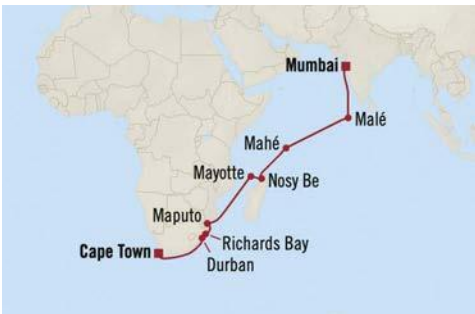 Mumbai
Malé
Mahé
Mayotte
Nosy Be
Maputo
Richards Bay
Cape Town
Durban